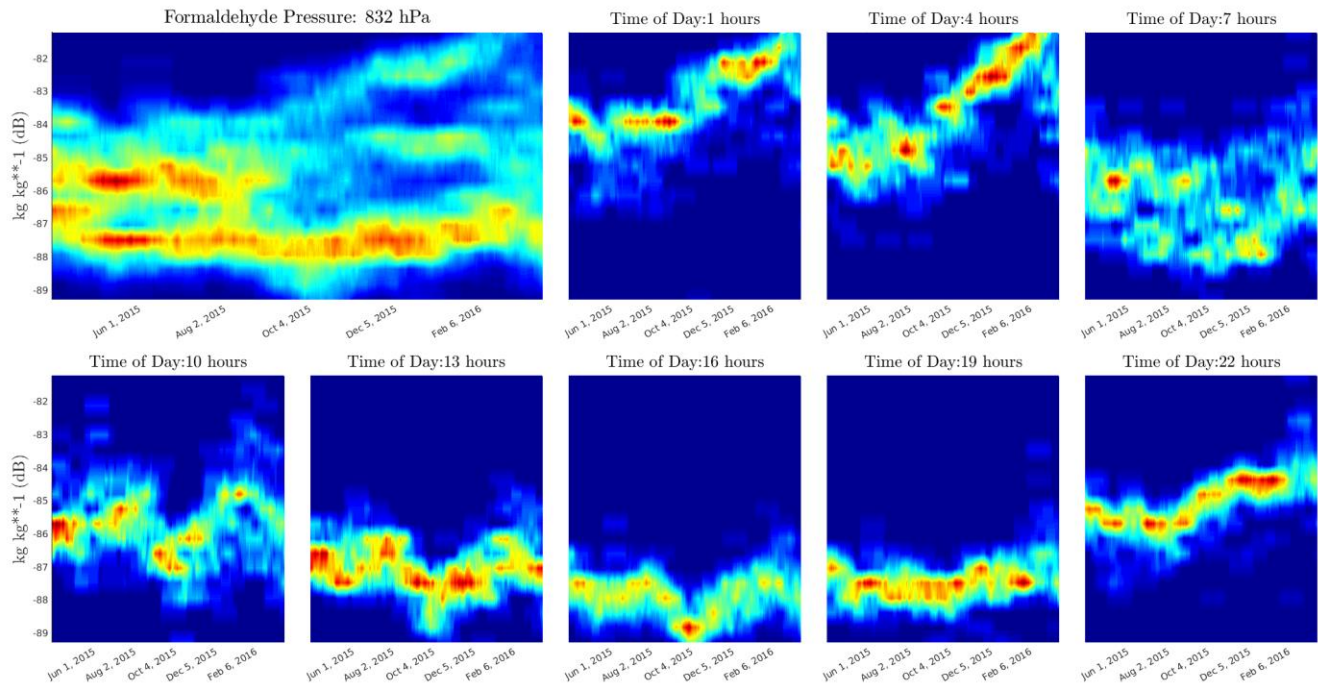 Formaldehyde Pressure: 832 hPa
Time of Day:1 hours
Time of Day:4 hours
Time of Day:7 hours
kg kg**-1 (dB)
-82
-83
-84
-85
-86
-87
-88
-89
Jun 1, 2015
Aug 2, 2015
Oct 4, 2015
Dec 5, 2015
Feb 6, 2016
Jun 1, 2015
Aug 2, 2015
Oct 4, 2015
Dec 5, 2015
Feb 6, 2016
Jun 1, 2015
Aug 2, 2015
Oct 4, 2015
Dec 5, 2015
Feb 6, 2016
Jun 1, 2015
Aug 2, 2015
Oct 4, 2015
Dec 5, 2015
Feb 6, 2016
Time of Day:10 hours
Time of Day:13 hours
Time of Day:16 hours
Time of Day:19 hours
Time of Day:22 hours
kg kg**-1 (dB)
-82
-83
-84
-85
-86
-87
-88
-89
Jun 1, 2015
Aug 2, 2015
Oct 4, 2015
Dec 5, 2015
Feb 6, 2016
Jun 1, 2015
Aug 2, 2015
Oct 4, 2015
Dec 5, 2015
Feb 6, 2016
Jun 1, 2015
Aug 2, 2015
Oct 4, 2015
Dec 5, 2015
Feb 6, 2016
Jun 1, 2015
Aug 2, 2015
Oct 4, 2015
Dec 5, 2015
Feb 6, 2016
Jun 1, 2015
Aug 2, 2015
Oct 4, 2015
Dec 5, 2015
Feb 6, 2016